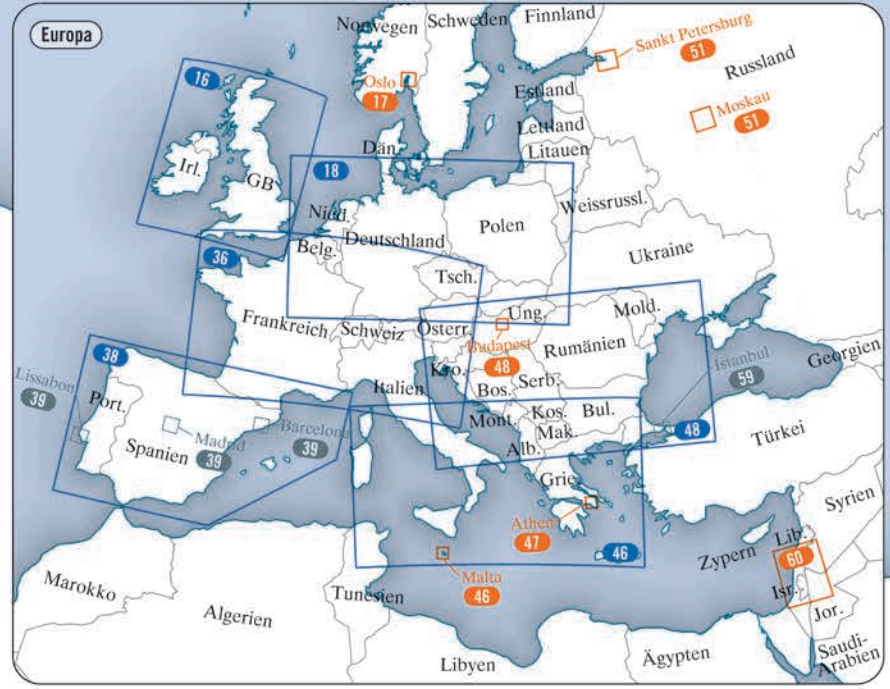 Europa
Norwegen
Schweden
Finnland
Sankt Petersburg
51
Russland
16
Oslo
17
Estland
Moskau
51
Lettland
Dän.
Litauen
Irl.
GB
18
Weissrussl.
Nied.
Polen
Belg.
Deutschland
36
Ukraine
Tsch.
Frankreich
Schweiz
Österr.
Ung.
Mold.
Budapest
48
Rumänien
38
Kro.
Istanbul
59
Georgien
Lissabon
39
Italien
Bos.
Serb.
Port.
Mont.
Kos.
Bul.
Madrid
39
Barcelona
39
Spanien
Mak.
48
Türkei
Alb.
Grie.
Syrien
Athen
47
46
Zypern
Lib.
60
Malta
46
Isr.
Marokko
Tunesien
Jor.
Algerien
Libyen
Ägypten
Saudi-
Arabien